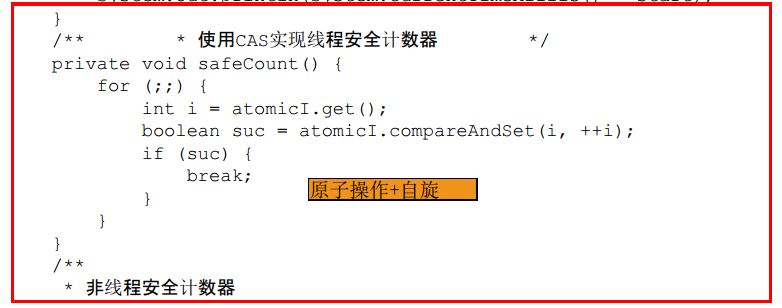 }
/** * 使用CAS实现线程安全计数器 */
private void safeCount() {
for (;;) {
int i = atomicI.get();
boolean suc = atomicI.compareAndSet(i, ++i);
if (suc) {
break;
原子操作+自旋
}
}
}
/**
* 非线程安全计数器